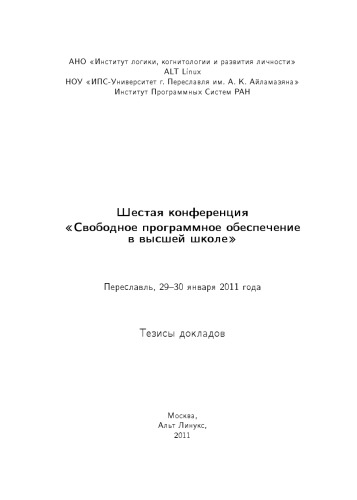 АНО «Институт логики, когнитологии и развития личности»
ALT Linux
НОУ «ИПС-Университет г. Переславля им. А. К. Айламазяна»
Институт Программных Систем РАН
Шестая конференция
«Свободное программное обеспечение
в высшей школе»
Переславль, 29–30 января 2011 года
Тезисы докладов
Москва,
Альт Линукс,
2011